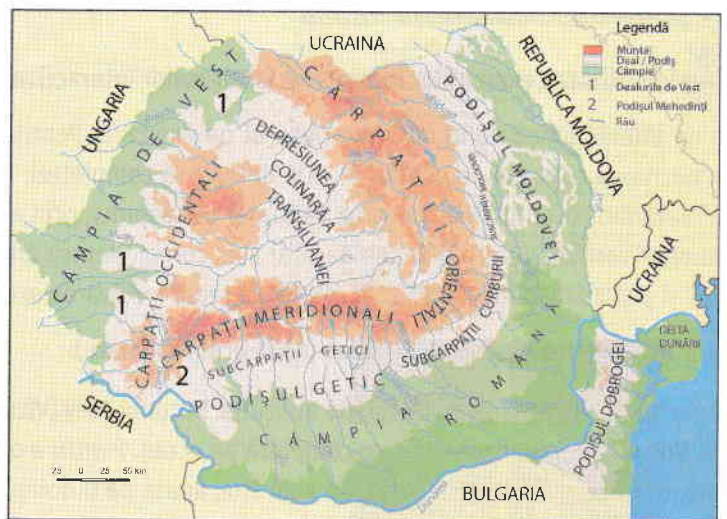 Legendă
Munte
Deal / Podiș
Câmpie
1 Dealurile de Vest
2 Podișul Mehedinți
Râu
UCRAINA
REPUBLICA MOLDOVA
UNGARIA
CÂMPIA DE VEST
1
CARPAȚII ORIENTALI
PODIȘUL MOLDOVEI
DEPRESIUNEA
COLINARĂ A
TRANSILVANIEI
CARPAȚII OCCIDENTALI
1
1
UCRAINA
CARPAȚII MERIDIONALI
SUBCARPAȚII CURBURII
SUBCARPAȚII GETICI
2
PODIȘUL GETIC
CÂMPIA ROMÂNĂ
DELTA
DUNĂRII
PODIȘUL DOBROGEI
SERBIA
25 0 25 50 km
BULGARIA